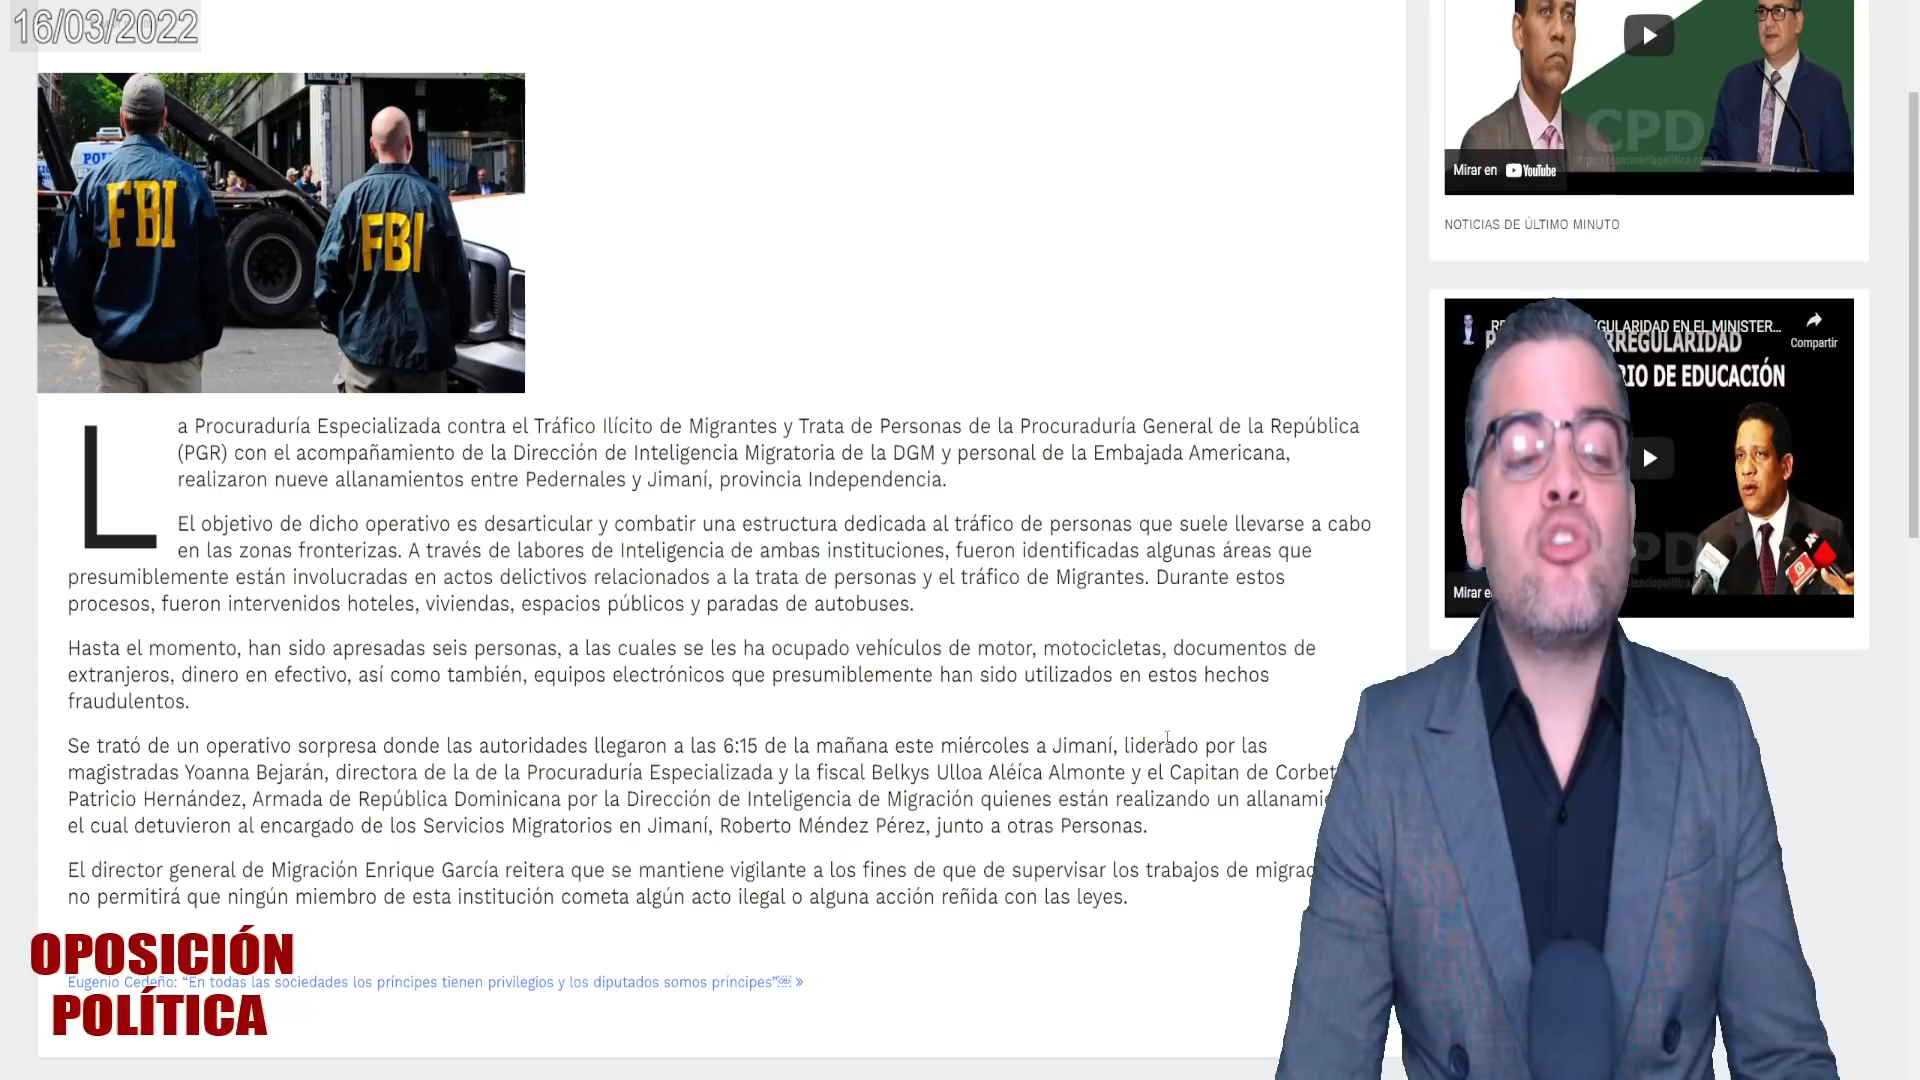 16/03/2022
ONE WAY
FBI
FBI
La Procuraduría Especializada contra el Tráfico Ilícito de Migrantes y Trata de Personas de la Procuraduría General de la República
(PGR) con el acompañamiento de la Dirección de Inteligencia Migratoria de la DGM y personal de la Embajada Americana,
realizaron nueve allanamientos entre Pedernales y Jimaní, provincia Independencia.
El objetivo de dicho operativo es desarticular y combatir una estructura dedicada al tráfico de personas que suele llevarse a cabo
en las zonas fronterizas. A través de labores de Inteligencia de ambas instituciones, fueron identificadas algunas áreas que
presumiblemente están involucradas en actos delictivos relacionados a la trata de personas y el tráfico de Migrantes. Durante estos
procesos, fueron intervenidos hoteles, viviendas, espacios públicos y paradas de autobuses.
Hasta el momento, han sido apresadas seis personas, a las cuales se les ha ocupado vehículos de motor, motocicletas, documentos de
extranjeros, dinero en efectivo, así como también, equipos electrónicos que presumiblemente han sido utilizados en estos hechos
fraudulentos.
Se trató de un operativo sorpresa donde las autoridades llegaron a las 6:15 de la mañana este miércoles a Jimaní, liderado por las
magistradas Yoanna Bejarán, directora de la de la Procuraduría Especializada y la fiscal Belkys Ulloa Aléíca Almonte y el Capitan de Corbet
Patricio Hernández, Armada de República Dominicana por la Dirección de Inteligencia de Migración quienes están realizando un allanamie
el cual detuvieron al encargado de los Servicios Migratorios en Jimaní, Roberto Méndez Pérez, junto a otras Personas.
El director general de Migración Enrique García reitera que se mantiene vigilante a los fines de que de supervisar los trabajos de migrac
no permitirá que ningún miembro de esta institución cometa algún acto ilegal o alguna acción reñida con las leyes.
Eugenio Cedeño: “En todas las sociedades los príncipes tienen privilegios y los diputados somos príncipes” »
OPOSICIÓN
POLÍTICA
CPD
Mirar en YouTube
NOTICIAS DE ÚLTIMO MINUTO
GULARIDAD EN EL MINISTER...
Compartir
RREGULARIDAD
RIO DE EDUCACIÓN
PD
Mirar e